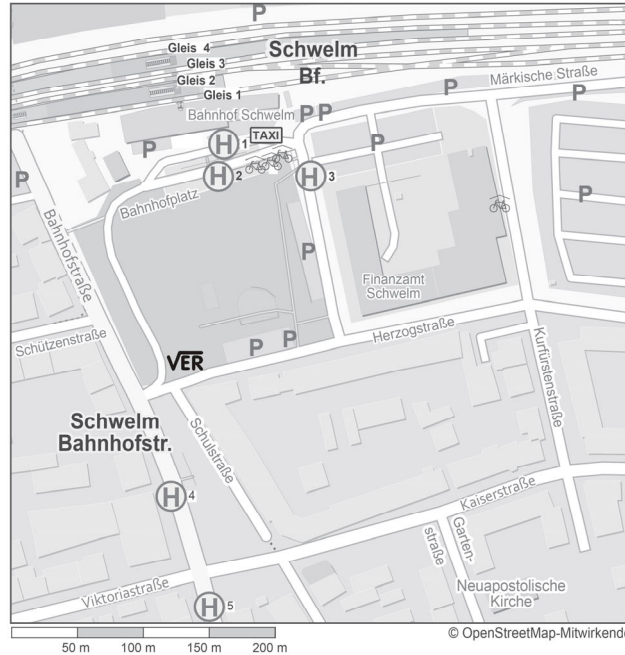 P
Gleis 4
Schwelm
Bf.
Gleis 3
Gleis 2
Gleis 1
Märkische Straße
P
P
P P
Bahnhof Schwelm
TAXI
H 1
P
P
P
H 2
H 3
P
P
Bahnhofplatz
Bahnhofstraße
P
Finanzamt
Schwelm
Herzogstraße
Schützenstraße
P
P
VER
Kurfürstenstraße
Schwelm
Bahnhofstr.
Schulstraße
H 4
Kaiserstraße
Garten-
straße
Viktoriastraße
Neuapostolische
Kirche
H 5
50 m 100 m 150 m 200 m
© OpenStreetMap-Mitwirkende